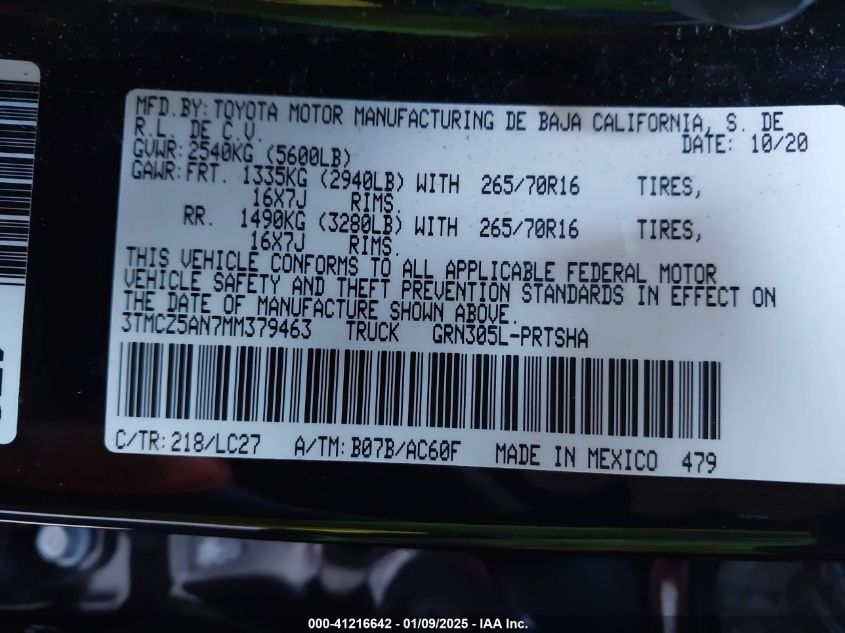 MFD.BY: TOYOTA MOTOR MANUFACTURING DE BAJA CALIFORNIA, S. DE
R.L. DE C.V.
DATE: 10/20
GVWR: 2540KG (5600LB)
GAWR: FRT. 1335KG (2940LB) WITH 265/70R16 TIRES,
16X7J RIMS.
RR. 1490KG (3280LB) WITH 265/70R16 TIRES,
16X7J RIMS.
THIS VEHICLE CONFORMS TO ALL APPLICABLE FEDERAL MOTOR
VEHICLE SAFETY AND THEFT PREVENTION STANDARDS IN EFFECT ON
THE DATE OF MANUFACTURE SHOWN ABOVE.
3TMCZ5AN7MM379463 TRUCK GRN305L-PRTSHA
C/TR: 218/LC27 A/TM: B07B/AC60F MADE IN MEXICO 479
000-41216642 — 01/09/2025 — IAA Inc.